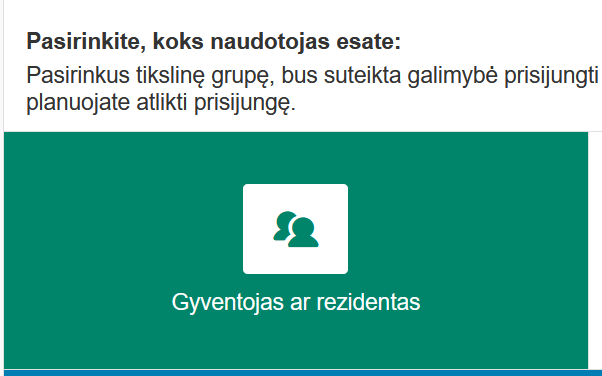 Pasirinkite, koks naudotojas esate:
Pasirinkus tikslinę grupę, bus suteikta galimybė prisijungti
planuojate atlikti prisijungę.
Gyventojas ar rezidentas